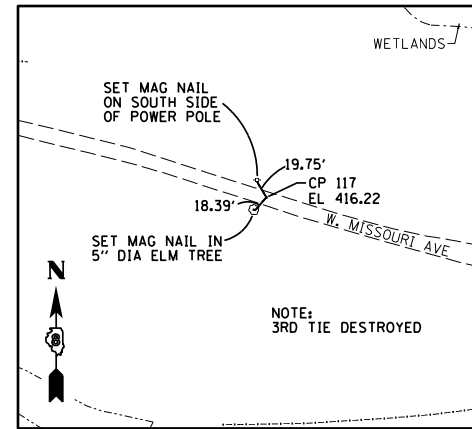 WETLANDS
SET MAG NAIL
ON SOUTH SIDE
OF POWER POLE
19.75'
CP 117
EL 416.22
18.39'
W. MISSOURI AVE
SET MAG NAIL IN
5" DIA ELM TREE
N
8
NOTE:
3RD TIE DESTROYED